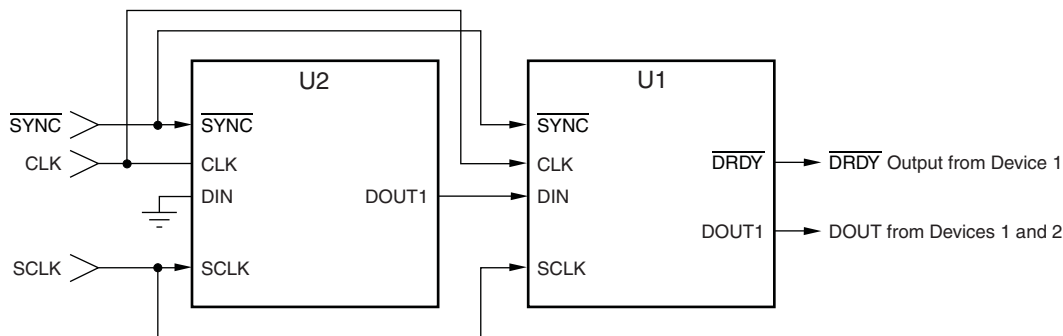 U2
U1
SYNC
SYNC
SYNC
CLK
CLK
CLK
DRDY
DRDY Output from Device 1
DIN
DOUT1
DIN
DOUT1
DOUT from Devices 1 and 2
SCLK
SCLK
SCLK